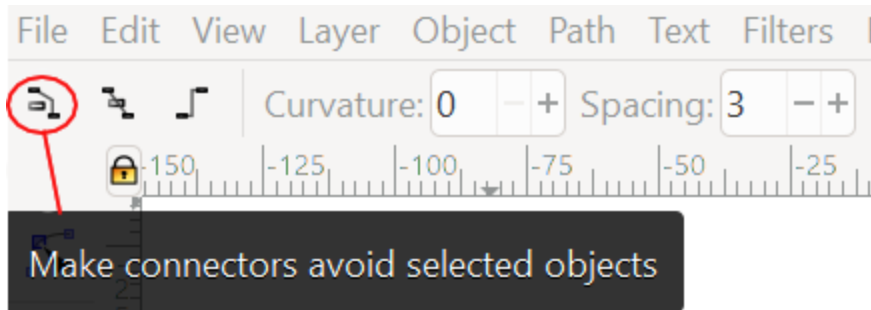 File Edit View Layer Object Path Text Filters
Curvature: 0 − + Spacing: 3 − +
-150 -125 -100 -75 -50 -25
Make connectors avoid selected objects